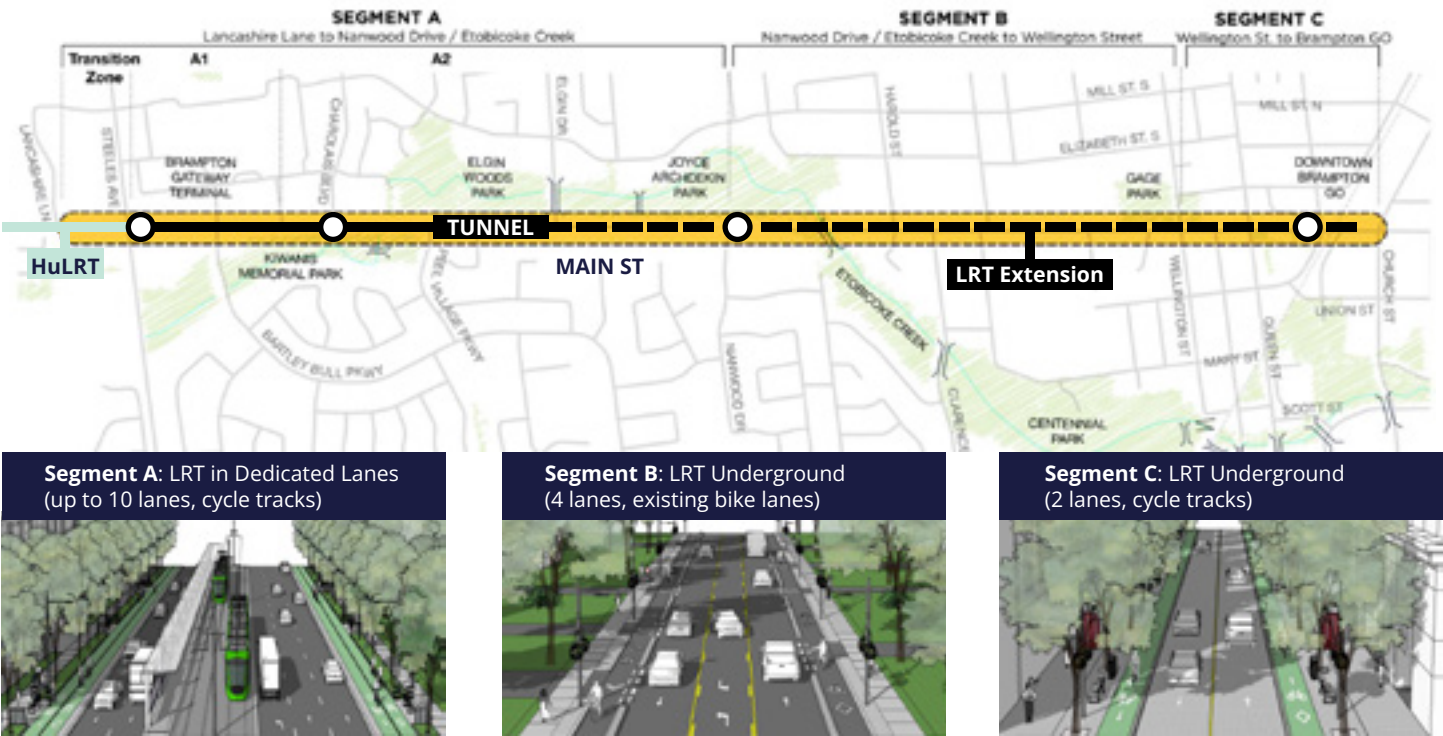 SEGMENT A
Lancashire Lane to Nanwood Drive / Etobicoke Creek
SEGMENT B
Nanwood Drive / Etobicoke Creek to Wellington Street
SEGMENT C
Wellington St. to Brampton GO
Transition
Zone
A1
A2
LANCASHIRE LN
STEELES AVE
BRAMPTON
GATEWAY
TERMINAL
CHAROLAIS BLVD
ELGIN DR
ELGIN
WOODS
PARK
JOYCE
ARCHDEKIN
PARK
HAROLD ST
MILL ST. S
ELIZABETH ST. S
GAGE
PARK
MILL ST. N
DOWNTOWN
BRAMPTON
GO
TUNNEL
HuLRT
KIWANIS
MEMORIAL PARK
MAIN ST
LRT Extension
PEEL VILLAGE PKWY
BARTLEY BULL PKWY
NANWOOD DR
ETOBICOKE CREEK
CLARENCE
CENTENNIAL
PARK
WELLINGTON ST
QUEEN ST
MARY ST
UNION ST
SCOTT ST
CHURCH ST
Segment A: LRT in Dedicated Lanes
(up to 10 lanes, cycle tracks)
Segment B: LRT Underground
(4 lanes, existing bike lanes)
Segment C: LRT Underground
(2 lanes, cycle tracks)